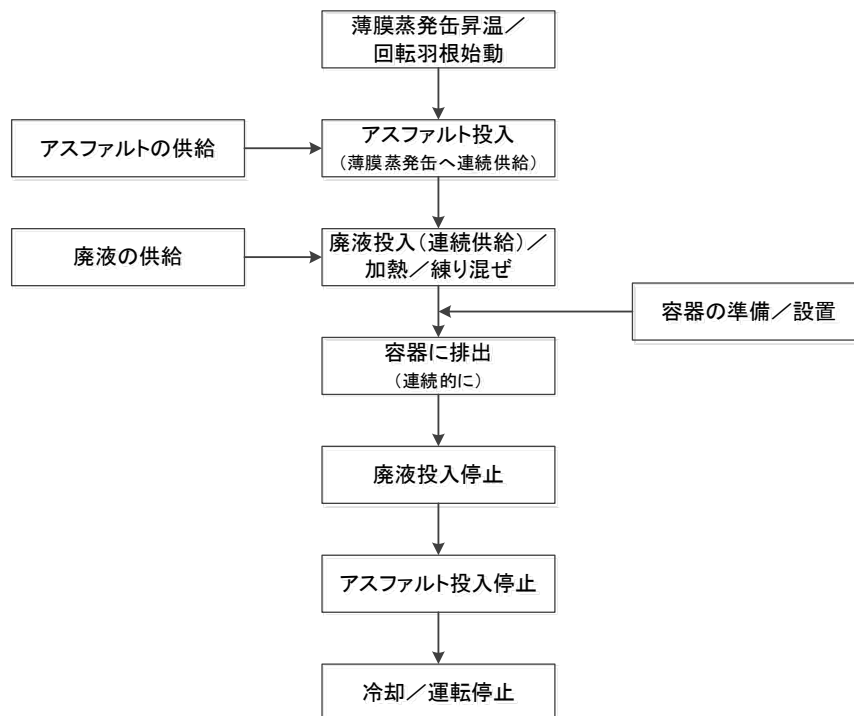 薄膜蒸発缶昇温／
回転羽根始動
アスファルトの供給
アスファルト投入
（薄膜蒸発缶へ連続供給）
廃液の供給
廃液投入（連続供給）／
加熱／練り混ぜ
容器の準備／設置
容器に排出
（連続的に）
廃液投入停止
アスファルト投入停止
冷却／運転停止